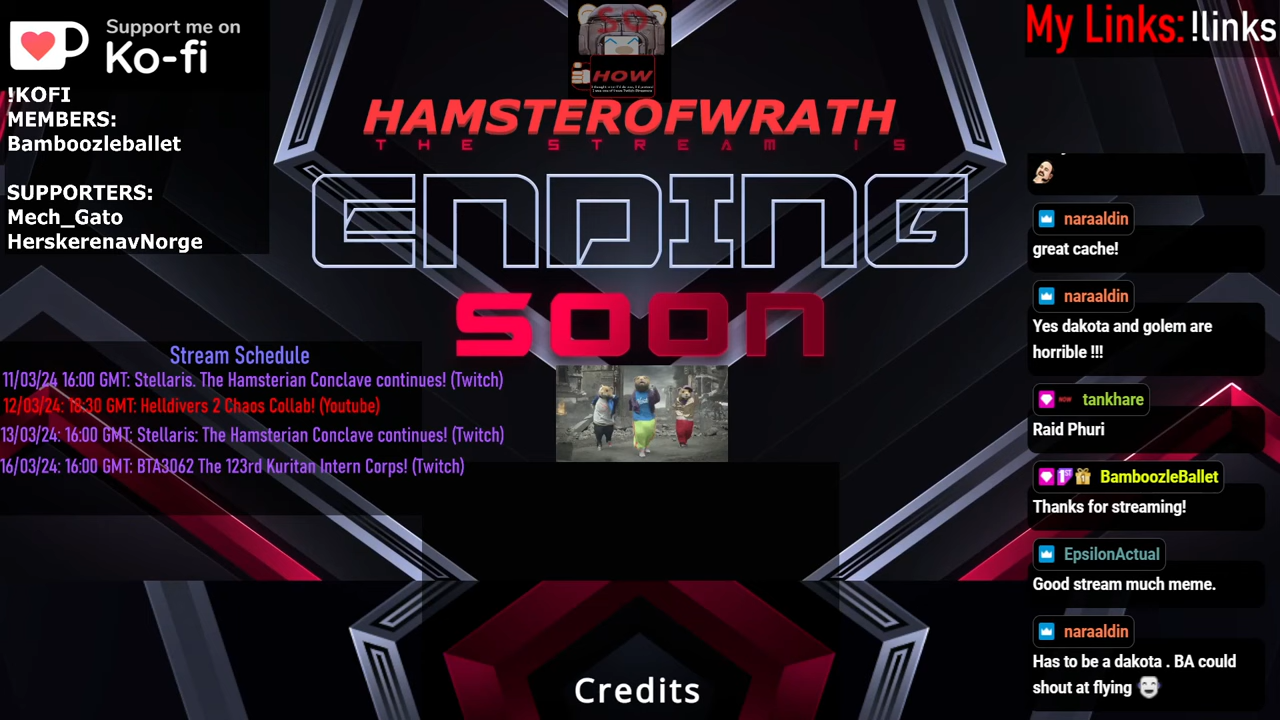 Support me on
Ko-fi
!KOFI
MEMBERS:
Bamboozleballet
SUPPORTERS:
Mech_Gato
HerskerenavNorge
HOW
HAMSTEROFWRATH
THE STREAM IS
ENDING
SOON
Stream Schedule
11/03/24 16:00 GMT: Stellaris. The Hamsterian Conclave continues! (Twitch)
12/03/24: 18:30 GMT: Helldivers 2 Chaos Collab! (Youtube)
13/03/24: 16:00 GMT: Stellaris: The Hamsterian Conclave continues! (Twitch)
16/03/24: 16:00 GMT: BTA3062 The 123rd Kuritan Intern Corps! (Twitch)
Credits
My Links: !links
naraaldin
great cache!
naraaldin
Yes dakota and golem are
horrible !!!
HOW tankhare
Raid Phuri
BamboozleBallet
Thanks for streaming!
EpsilonActual
Good stream much meme.
naraaldin
Has to be a dakota . BA could
shout at flying